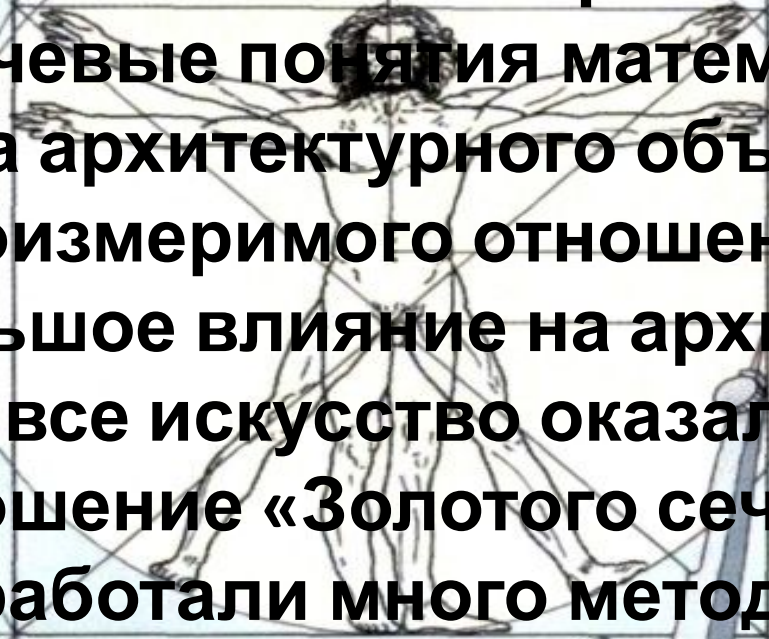 чевые понятия матем
а архитектурного объ
оизмеримого отношен
ьшое влияние на архи
все искусство оказал
ошение «Золотого сеч
работали много метод